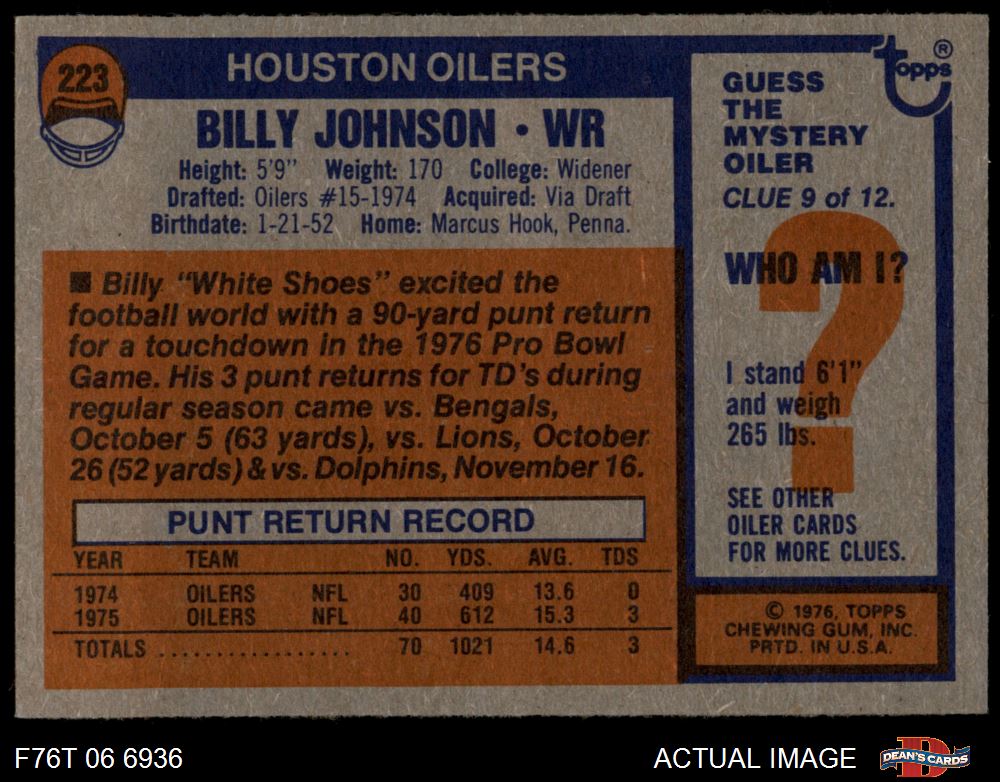 223
HOUSTON OILERS
BILLY JOHNSON • WR
Height: 5'9" Weight: 170 College: Widener
Drafted: Oilers #15-1974 Acquired: Via Draft
Birthdate: 1-21-52 Home: Marcus Hook, Penna.
■ Billy "White Shoes" excited the
football world with a 90-yard punt return
for a touchdown in the 1976 Pro Bowl
Game. His 3 punt returns for TD's during
regular season came vs. Bengals,
October 5 (63 yards), vs. Lions, October
26 (52 yards) & vs. Dolphins, November 16.
PUNT RETURN RECORD
YEAR TEAM NO. YDS. AVG. TDS
1974 OILERS NFL 30 409 13.6 0
1975 OILERS NFL 40 612 15.3 3
TOTALS .................. 70 1021 14.6 3
topps ®
GUESS
THE
MYSTERY
OILER
CLUE 9 of 12.
?
WHO AM I?
I stand 6'1"
and weigh
265 lbs.
SEE OTHER
OILER CARDS
FOR MORE CLUES.
© 1976, TOPPS
CHEWING GUM, INC.
PRTD. IN U.S.A.
F76T 06 6936
ACTUAL IMAGE
D
DEAN'S CARDS